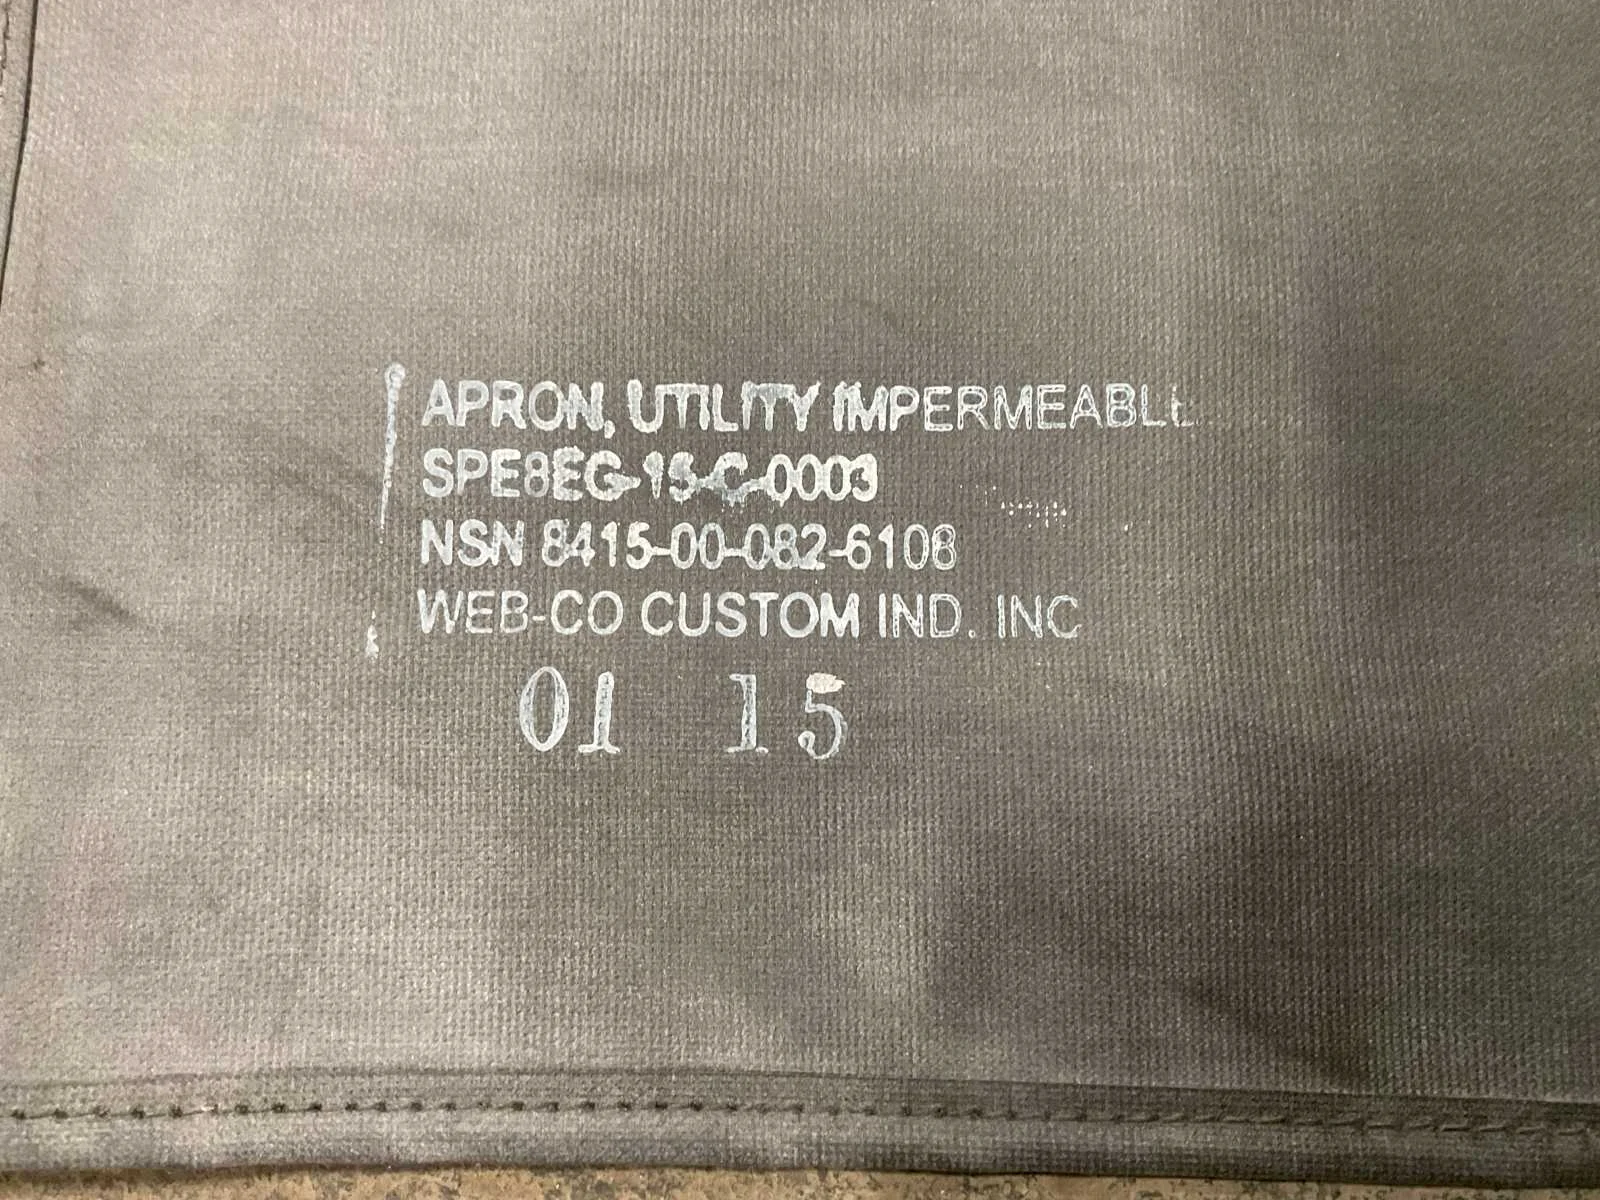 APRON, UTILITY IMPERMEABLE
SPE8EG-15-C-0003
NSN 8415-00-082-6108
WEB-CO CUSTOM IND. INC
01 15